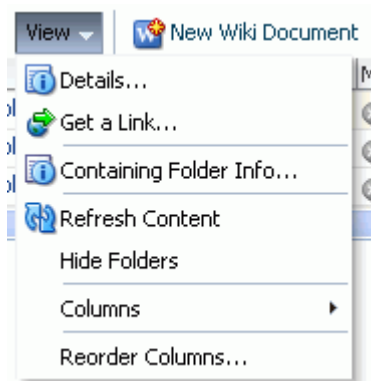 View New Wiki Document
Details...
Get a Link...
Containing Folder Info...
Refresh Content
Hide Folders
Columns
Reorder Columns...